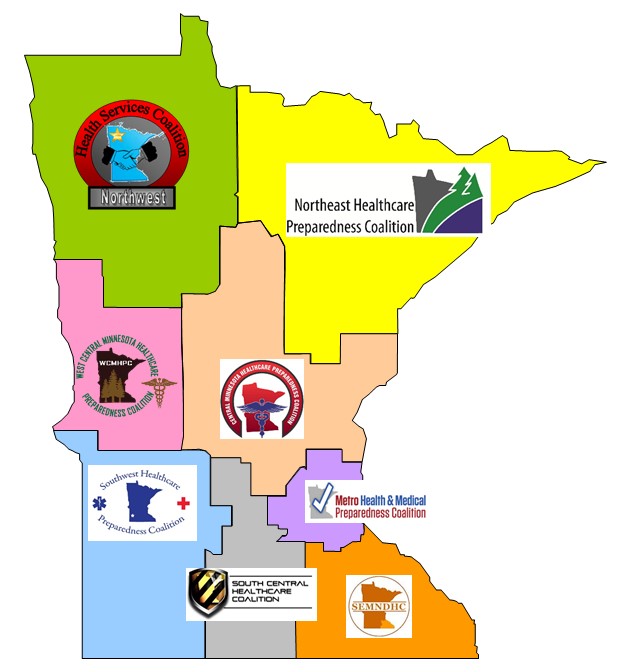 Health Services Coalition
Northwest
Northeast Healthcare
Preparedness Coalition
WEST CENTRAL MINNESOTA HEALTHCARE
WCMHPC
PREPAREDNESS COALITION
CENTRAL MINNESOTA HEALTHCARE PREPAREDNESS COALITION
Southwest Healthcare
Preparedness Coalition
Metro Health & Medical
Preparedness Coalition
SOUTH CENTRAL
HEALTHCARE
COALITION
SEMNDHC